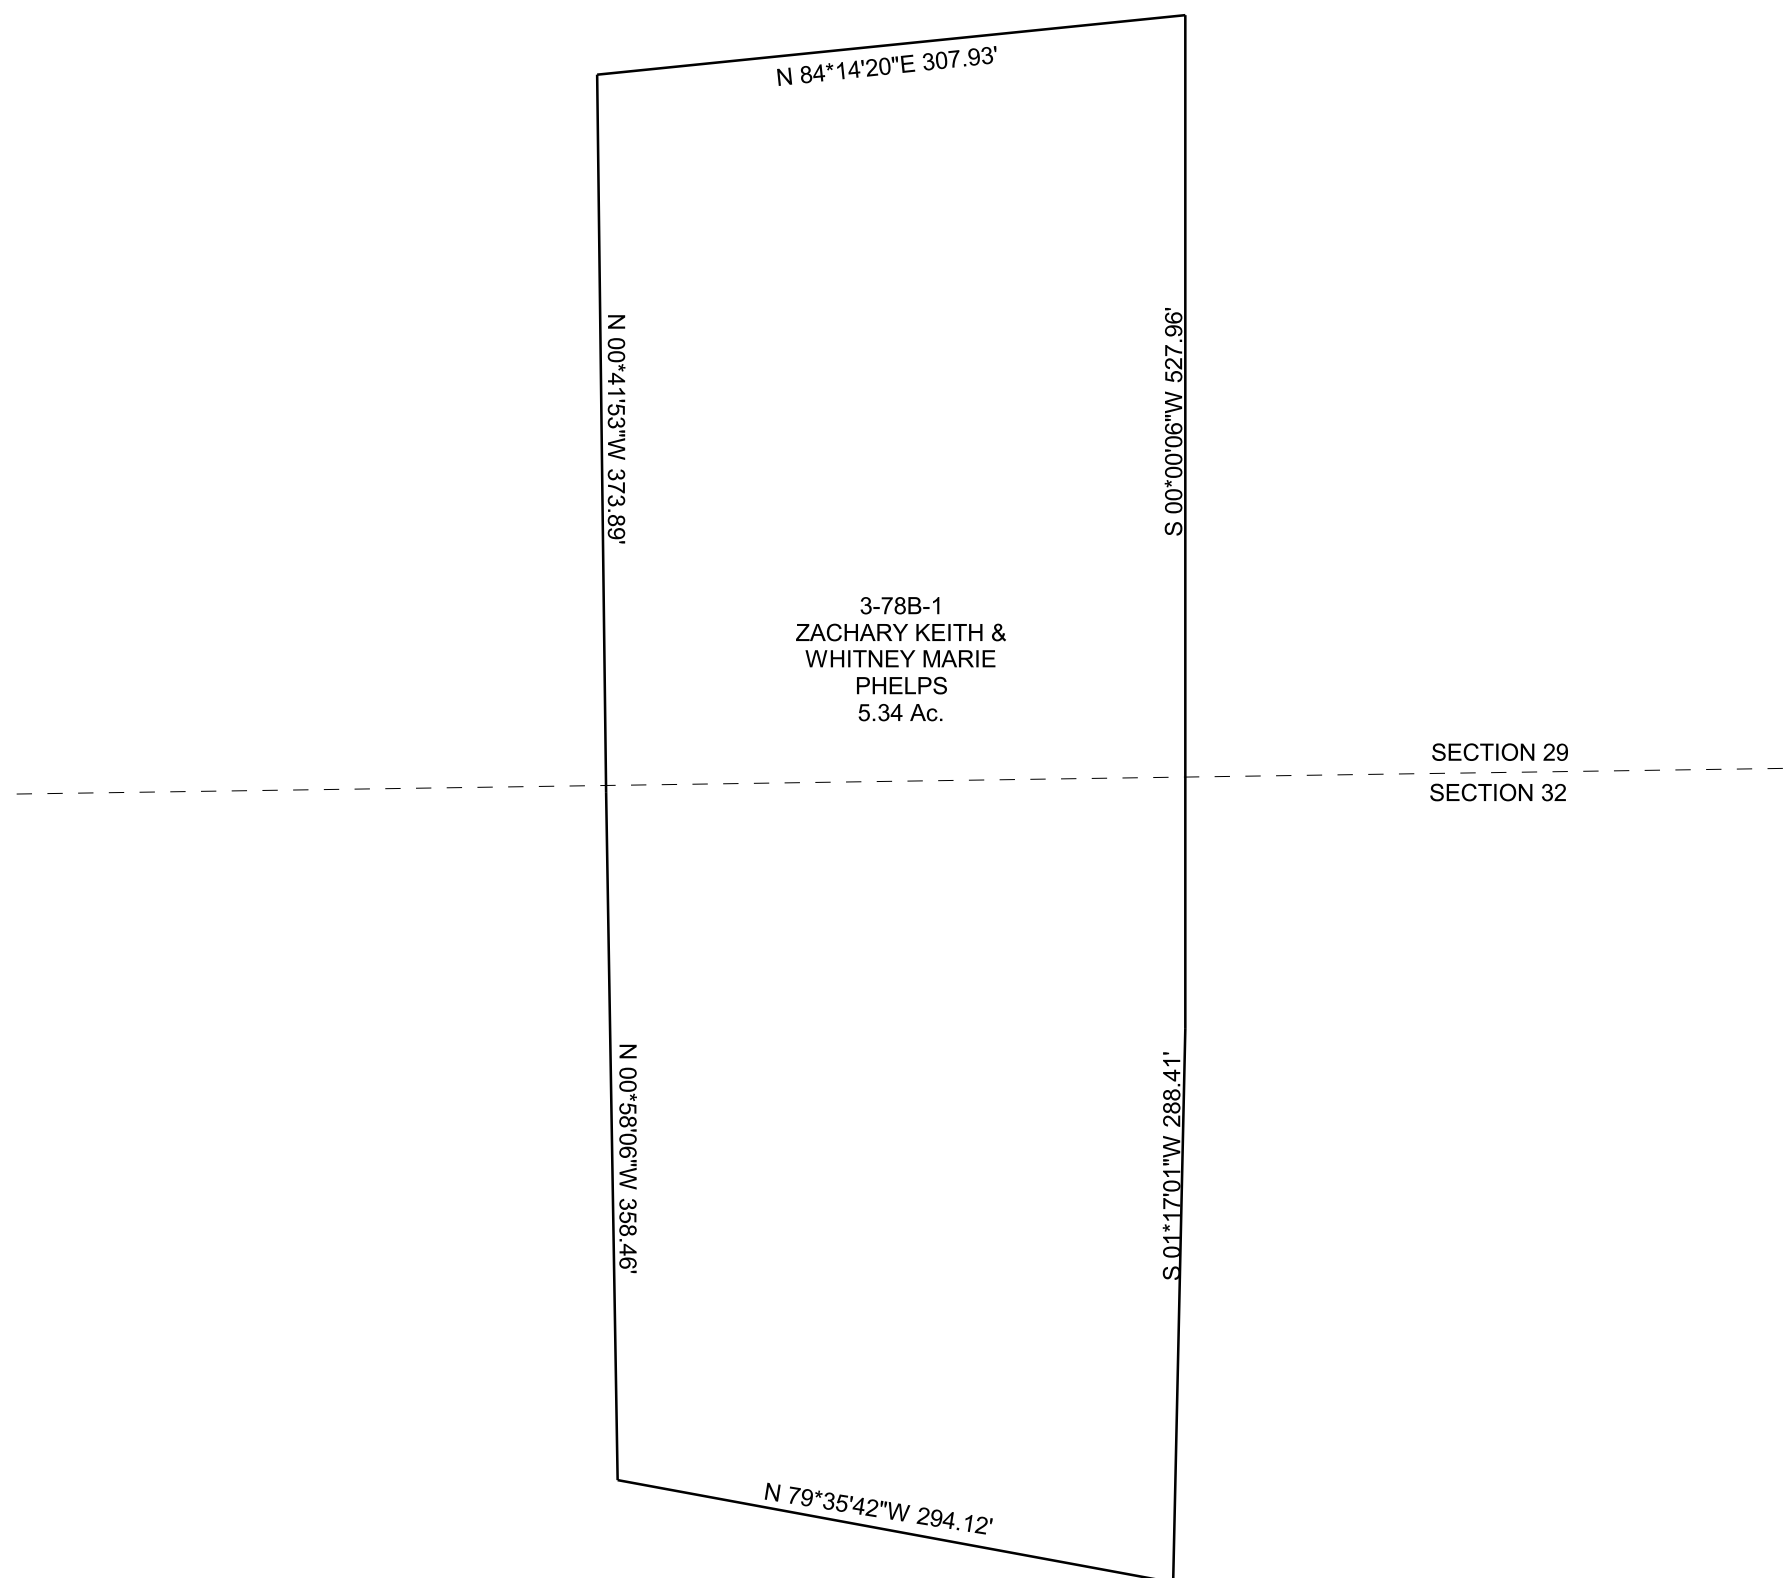 N 84*14'20"E 307.93'
N 00*41'53"W 373.89'
S 00*00'06"W 527.96'
3-78B-1
ZACHARY KEITH &
WHITNEY MARIE
PHELPS
5.34 Ac.
SECTION 29
SECTION 32
N 00*58'06"W 358.46'
S 01*17'01"W 288.41'
N 79*35'42"W 294.12'